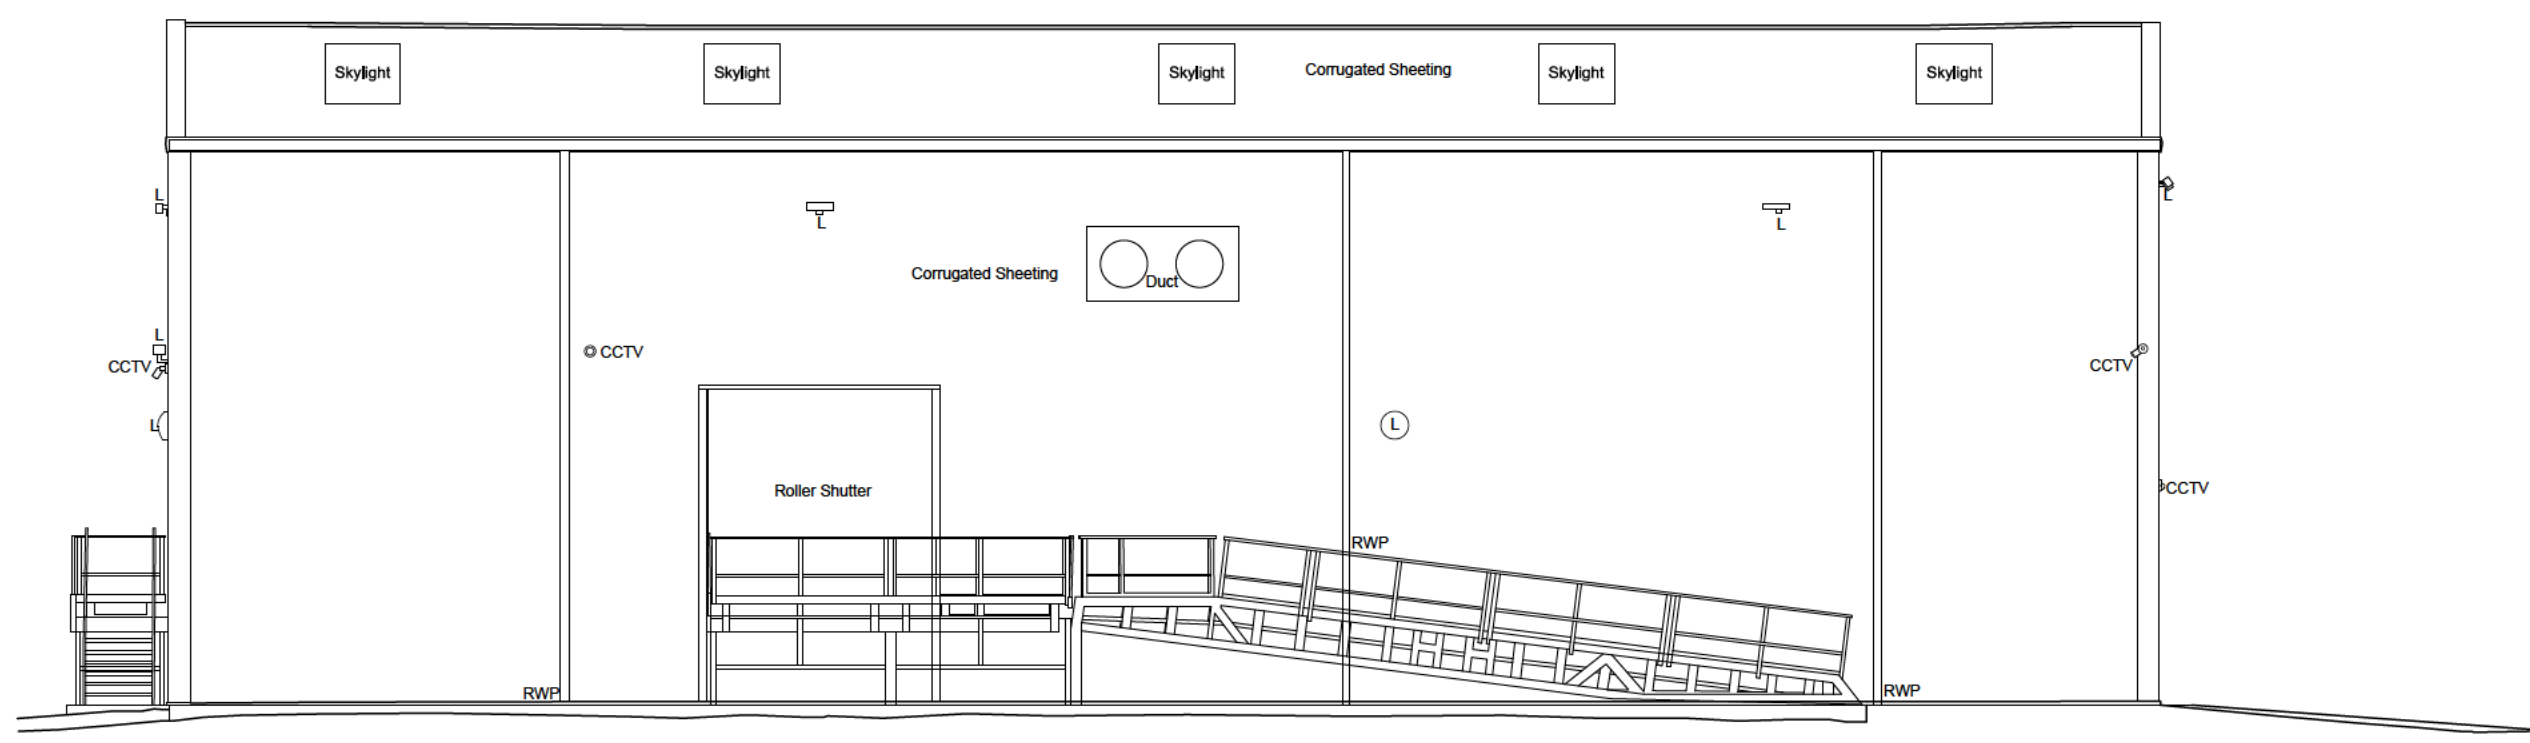 Skylight
Skylight
Skylight
Corrugated Sheeting
Skylight
Skylight
L
L
L
L
L
Corrugated Sheeting
Duct
L
CCTV
CCTV
CCTV
L
L
Roller Shutter
CCTV
RWP
RWP
RWP